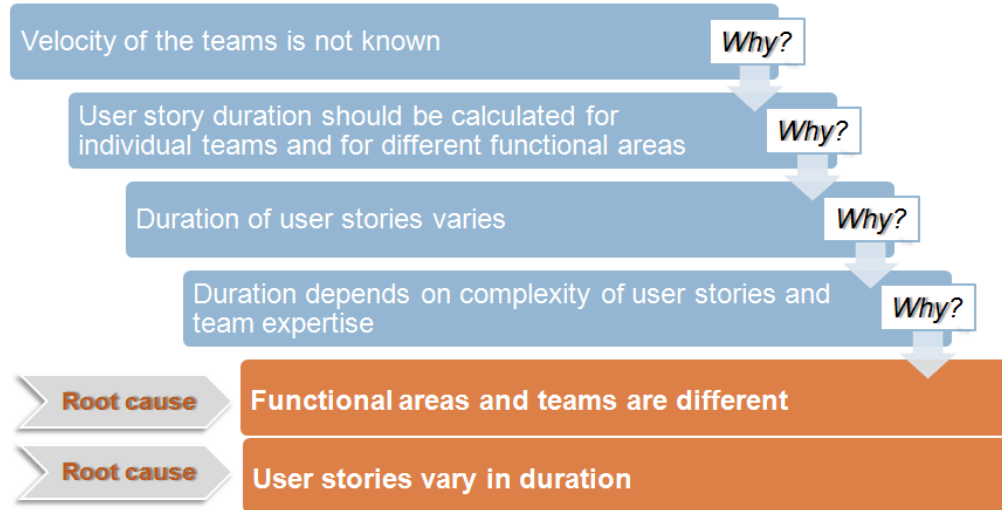 Velocity of the teams is not known
Why?
User story duration should be calculated for
individual teams and for different functional areas
Why?
Duration of user stories varies
Why?
Duration depends on complexity of user stories and
team expertise
Why?
Root cause
Functional areas and teams are different
Root cause
User stories vary in duration